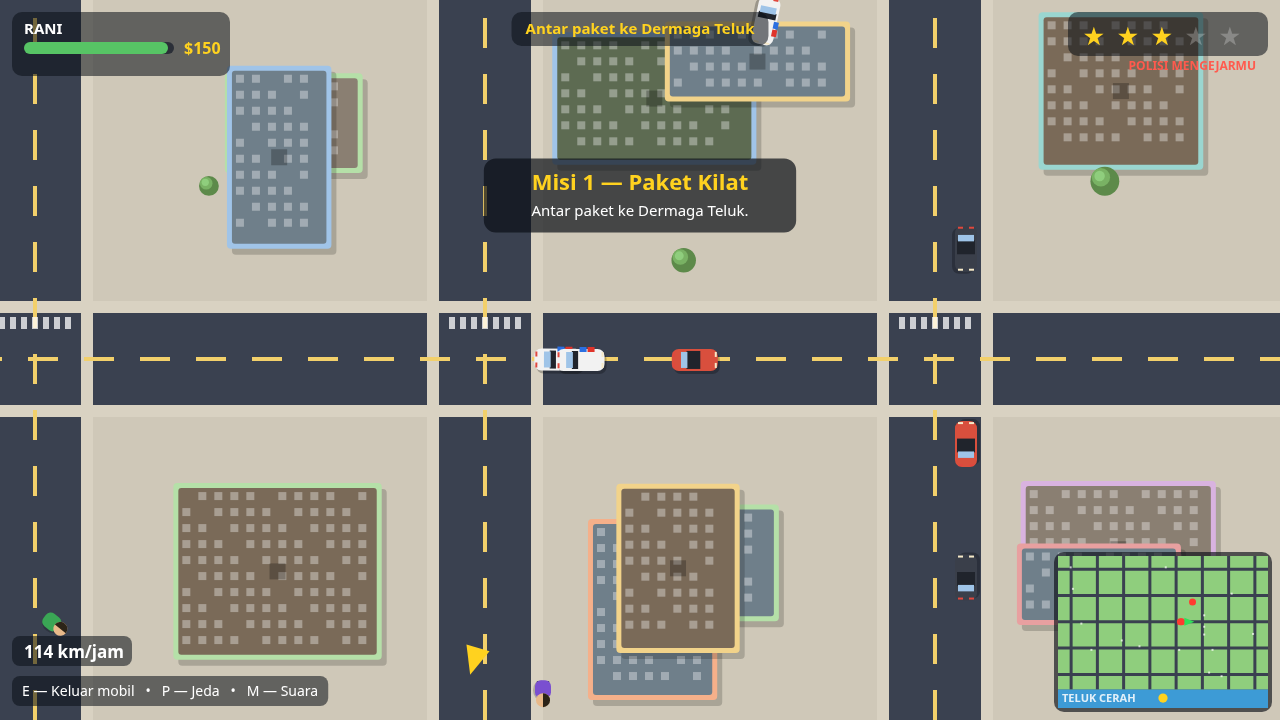 RANI
$150
Antar paket ke Dermaga Teluk
★ ★ ★ ★ ★
POLISI MENGEJARMU
Misi 1 — Paket Kilat
Antar paket ke Dermaga Teluk.
114 km/jam
E — Keluar mobil • P — Jeda • M — Suara
TELUK CERAH